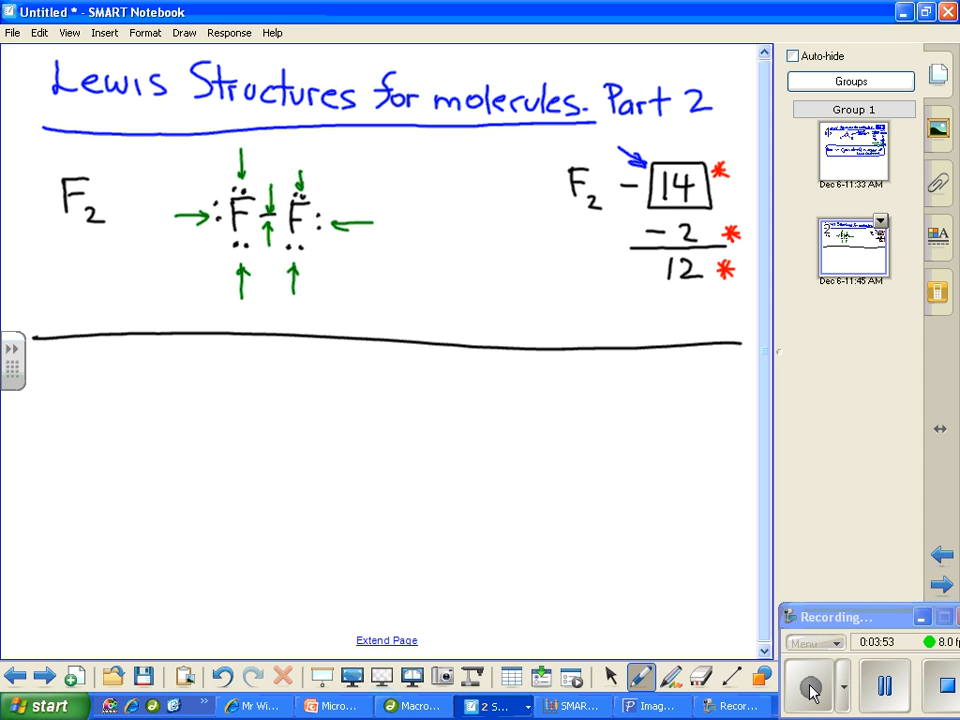 Untitled * - SMART Notebook
File Edit View Insert Format Draw Response Help
Lewis Structures for molecules. Part 2
F2
:F-F:
F2 - 14 *
- 2 *
12 *
Extend Page
Auto-hide
Groups
Group 1
Dec 6-11:33 AM
Dec 6-11:45 AM
Recording...
Menu 0:03:53 8.0 fp
start Mr Win... Micro... Macro... 2 S... SMAR... Imag... Recor...